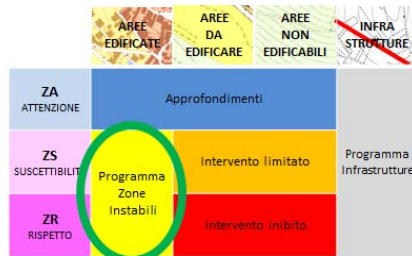 AREE
EDIFICATE
AREE
DA
EDIFICARE
AREE
NON
EDIFICABILI
INFRA
STRUTTURE
ZA
ATTENZIONE
Approfondimenti
ZS
SUSCETTIBILIT
Programma
Zone
Instabili
Intervento limitato
Programma
Infrastrutture
ZR
RISPETTO
Intervento inibito